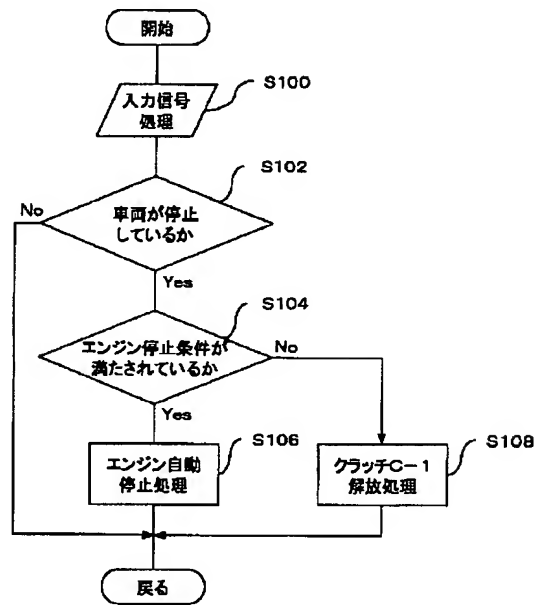 開始
入力信号
処理
S100
S102
No
車両が停止
しているか
Yes
S104
エンジン停止条件が
満たされているか
No
Yes
エンジン自動
停止処理
S106
クラッチC-1
解放処理
S108
戻る